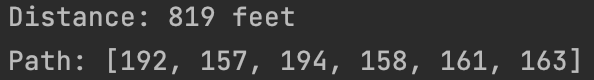 Distance: 819 feet
Path: [192, 157, 194, 158, 161, 163]